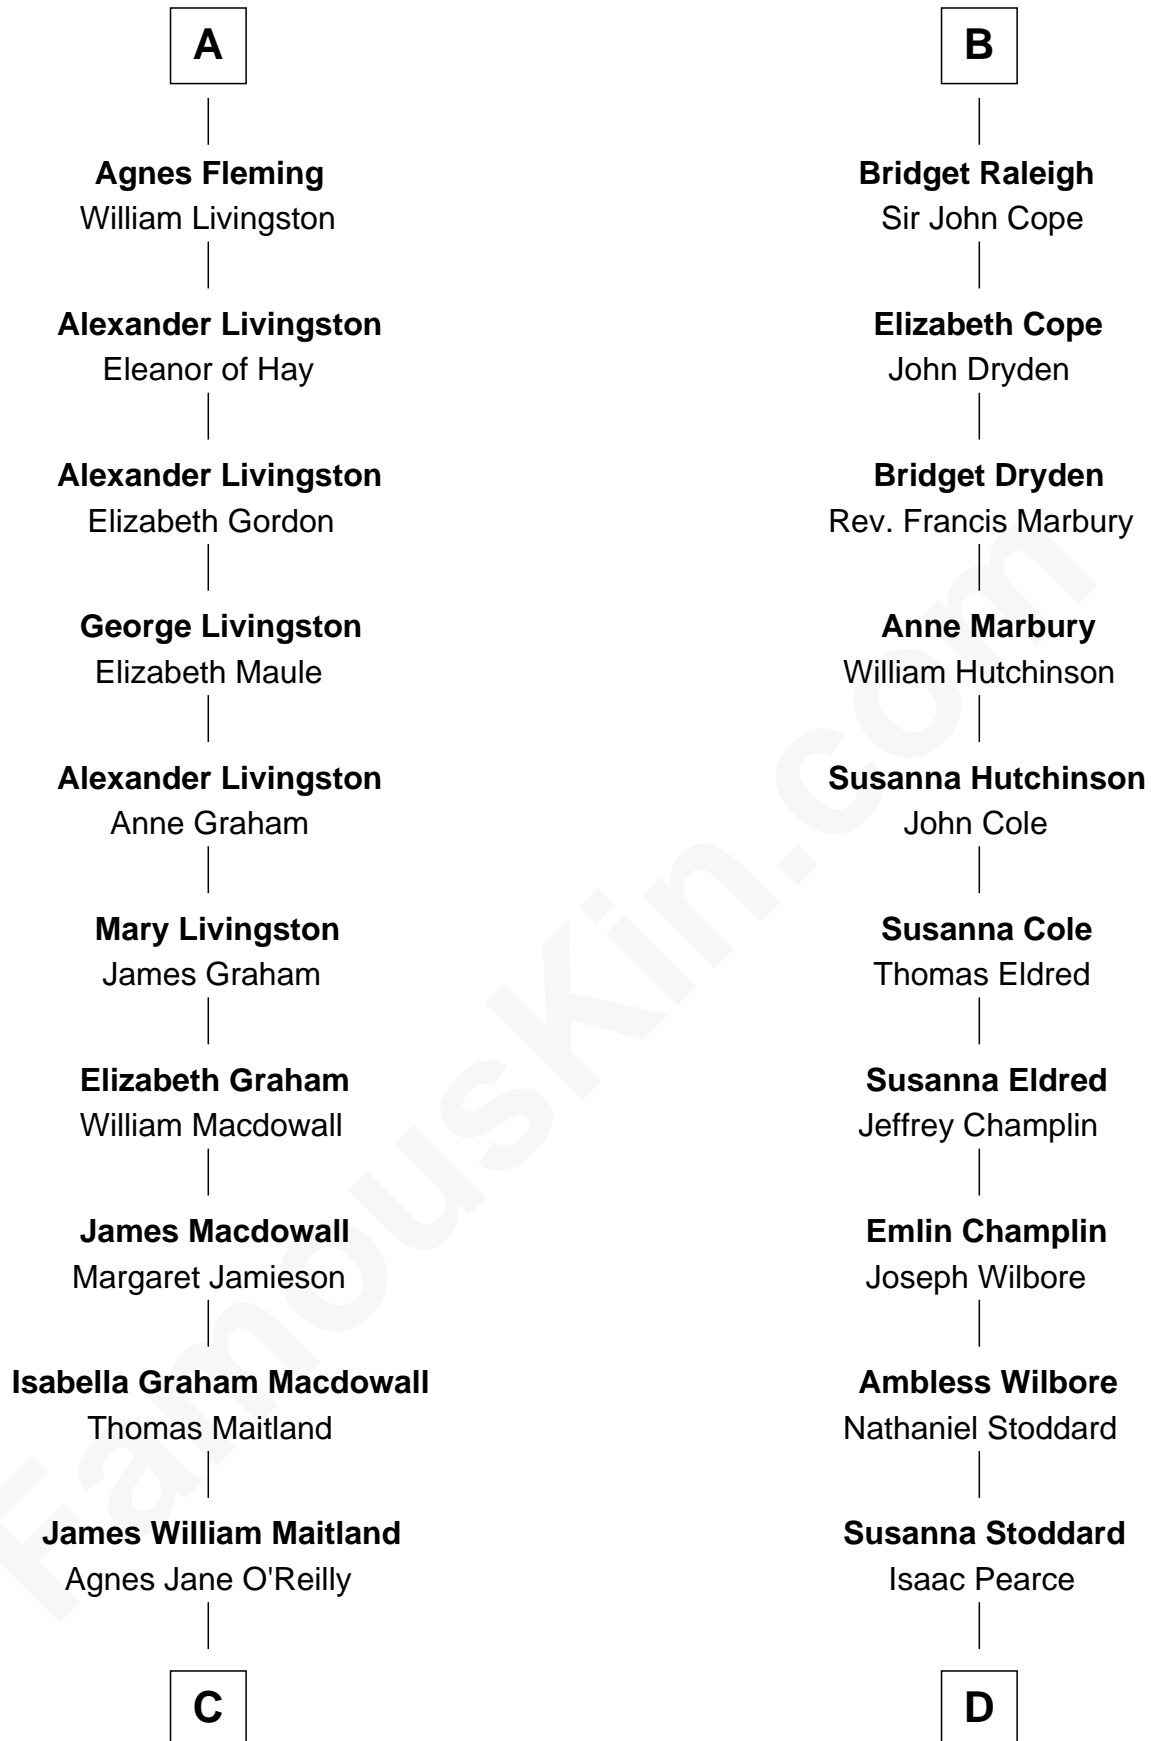 A
Agnes Fleming
William Livingston
Alexander Livingston
Eleanor of Hay
Alexander Livingston
Elizabeth Gordon
George Livingston
Elizabeth Maule
Alexander Livingston
Anne Graham
Mary Livingston
James Graham
Elizabeth Graham
William Macdowall
James Macdowall
Margaret Jamieson
Isabella Graham Macdowall
Thomas Maitland
James William Maitland
Agnes Jane O'Reilly
C
B
Bridget Raleigh
Sir John Cope
Elizabeth Cope
John Dryden
Bridget Dryden
Rev. Francis Marbury
Anne Marbury
William Hutchinson
Susanna Hutchinson
John Cole
Susanna Cole
Thomas Eldred
Susanna Eldred
Jeffrey Champlin
Emlin Champlin
Joseph Wilbore
Ambless Wilbore
Nathaniel Stoddard
Susanna Stoddard
Isaac Pearce
D
FamousKin.com